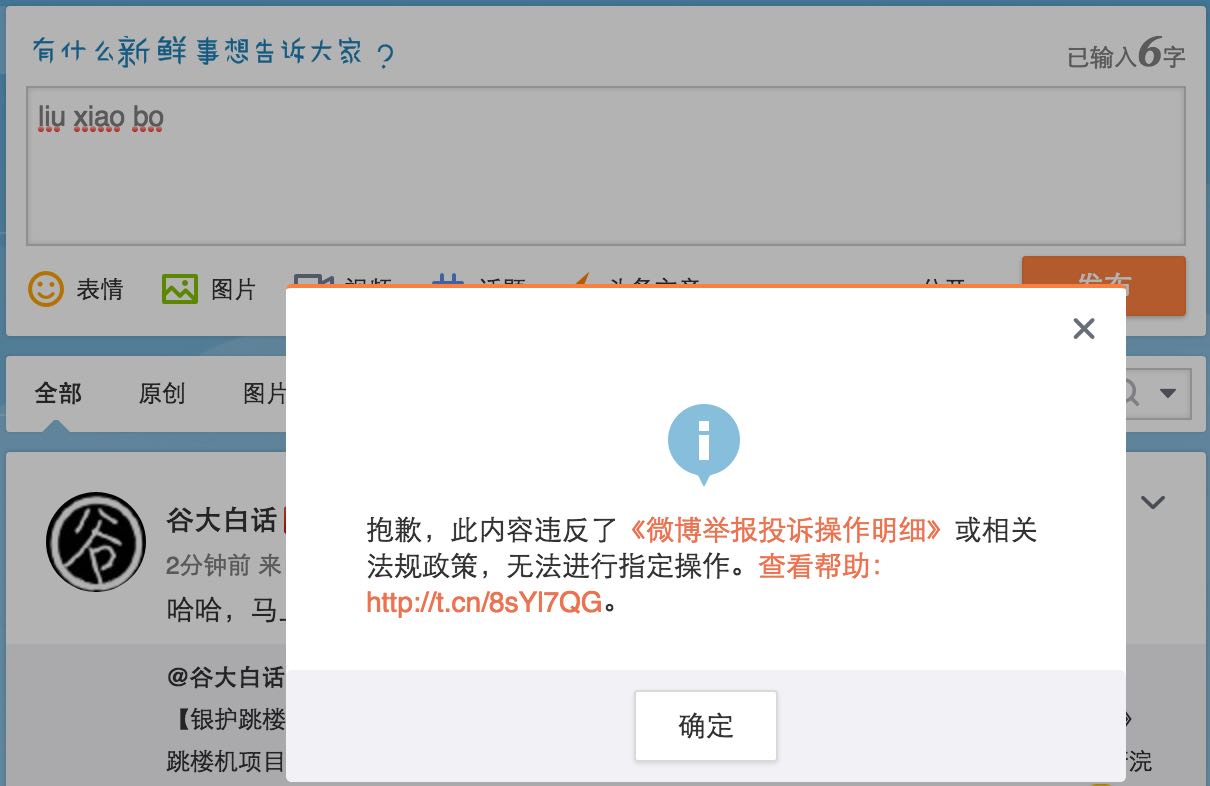 有什么新鲜事想告诉大家？
已输入6字
liu xiao bo
表情 图片 视频 话题 头条文章 公开 发布
全部 原创 图片
抱歉，此内容违反了《微博举报投诉操作明细》或相关
法规政策，无法进行指定操作。查看帮助：
http://t.cn/8sYl7QG。
确定
谷
谷大白话
2分钟前 来
哈哈，马上
@谷大白话
【银护跳楼
跳楼机项目
浣